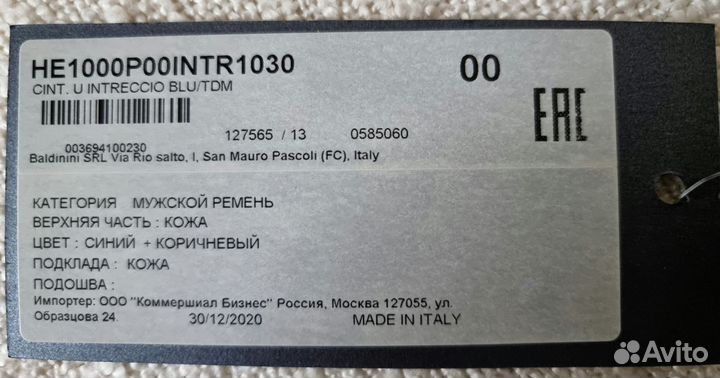 HE1000P00INTR1030 00
CINT. U INTRECCIO BLU/TDM
EAC
127565 / 13 0585060
003694100230
Baldinini SRL Via Rio salto, I, San Mauro Pascoli (FC), Italy
КАТЕГОРИЯ МУЖСКОЙ РЕМЕНЬ
ВЕРХНЯЯ ЧАСТЬ : КОЖА
ЦВЕТ : СИНИЙ + КОРИЧНЕВЫЙ
ПОДКЛАДА : КОЖА
ПОДОШВА :
Импортер: ООО "Коммершиал Бизнес" Россия, Москва 127055, ул.
Образцова 24. 30/12/2020 MADE IN ITALY
Avito